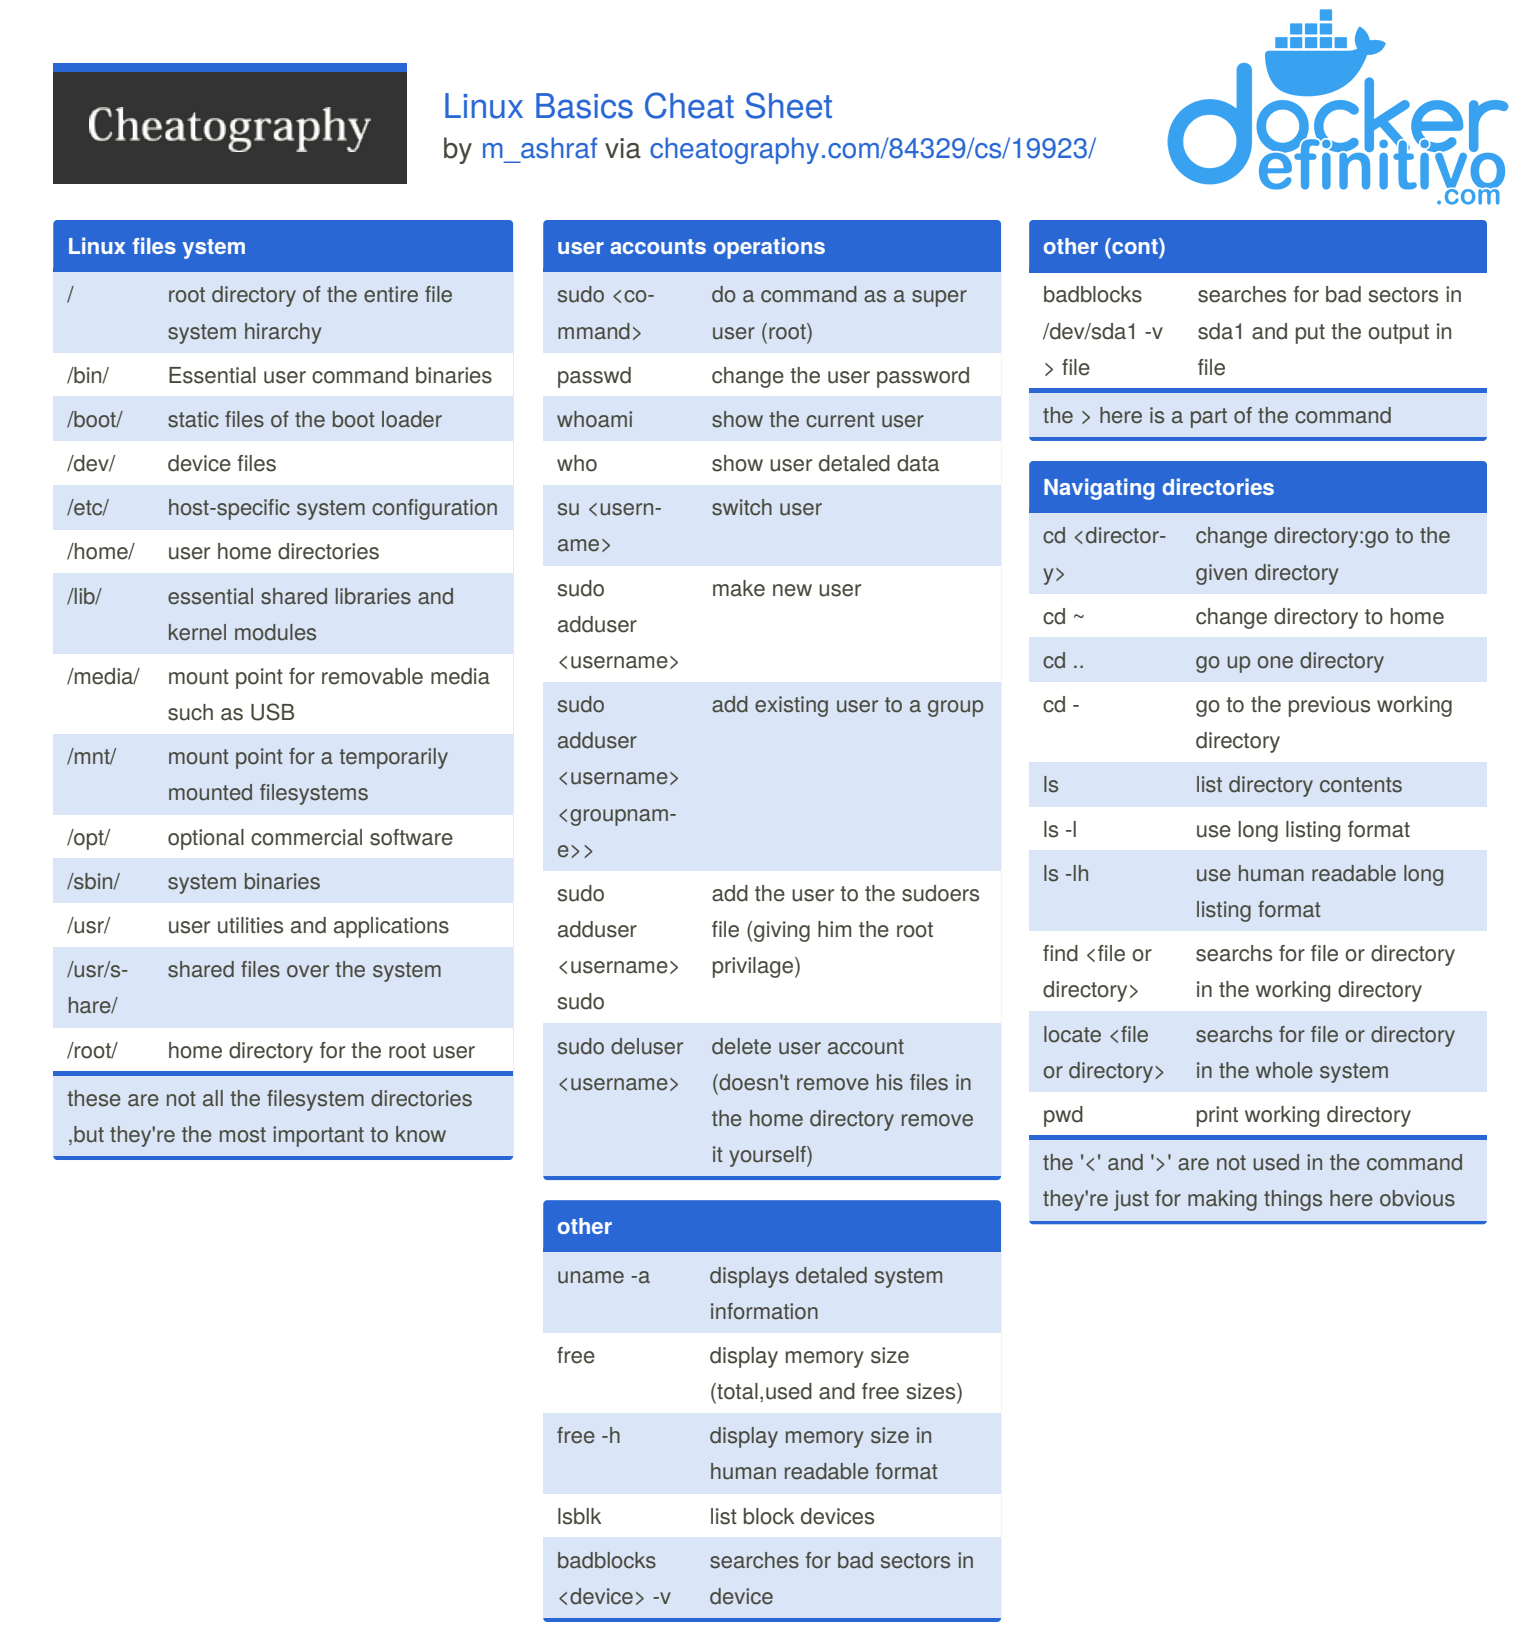 Cheatography
Linux Basics Cheat Sheet
by m_ashraf via cheatography.com/84329/cs/19923/
docker
efinitivo
.com
Linux files ystem
/ root directory of the entire file
system hirarchy
/bin/ Essential user command binaries
/boot/ static files of the boot loader
/dev/ device files
/etc/ host-specific system configuration
/home/ user home directories
/lib/ essential shared libraries and
kernel modules
/media/ mount point for removable media
such as USB
/mnt/ mount point for a temporarily
mounted filesystems
/opt/ optional commercial software
/sbin/ system binaries
/usr/ user utilities and applications
/usr/s- shared files over the system
hare/
/root/ home directory for the root user
these are not all the filesystem directories
,but they're the most important to know
user accounts operations
sudo <co- do a command as a super
mmand> user (root)
passwd change the user password
whoami show the current user
who show user detaled data
su <usern- switch user
ame>
sudo make new user
adduser
<username>
sudo add existing user to a group
adduser
<username>
<groupnam-
e>>
sudo add the user to the sudoers
adduser file (giving him the root
<username> privilage)
sudo
sudo deluser delete user account
<username> (doesn't remove his files in
the home directory remove
it yourself)
other
uname -a displays detaled system
information
free display memory size
(total,used and free sizes)
free -h display memory size in
human readable format
lsblk list block devices
badblocks searches for bad sectors in
<device> -v device
other (cont)
badblocks searches for bad sectors in
/dev/sda1 -v sda1 and put the output in
> file file
the > here is a part of the command
Navigating directories
cd <director- change directory:go to the
y> given directory
cd ~ change directory to home
cd .. go up one directory
cd - go to the previous working
directory
ls list directory contents
ls -l use long listing format
ls -lh use human readable long
listing format
find <file or searchs for file or directory
directory> in the working directory
locate <file searchs for file or directory
or directory> in the whole system
pwd print working directory
the '<' and '>' are not used in the command
they're just for making things here obvious